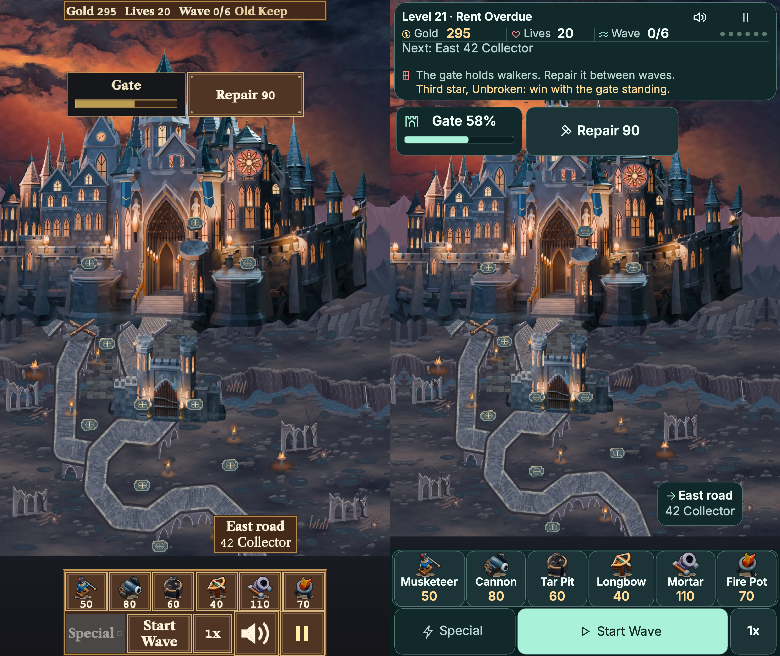 Gold 295 Lives 20 Wave 0/6 Old Keep
Gate
Repair 90
East road
42 Collector
50 80 60 40 110 70
Special
Start
Wave
1x
Level 21 · Rent Overdue
Gold 295 Lives 20 Wave 0/6
Next: East 42 Collector
The gate holds walkers. Repair it between waves.
Third star, Unbroken: win with the gate standing.
Gate 58%
Repair 90
East road
42 Collector
Musketeer Cannon Tar Pit Longbow Mortar Fire Pot
50 80 60 40 110 70
Special
Start Wave
1x